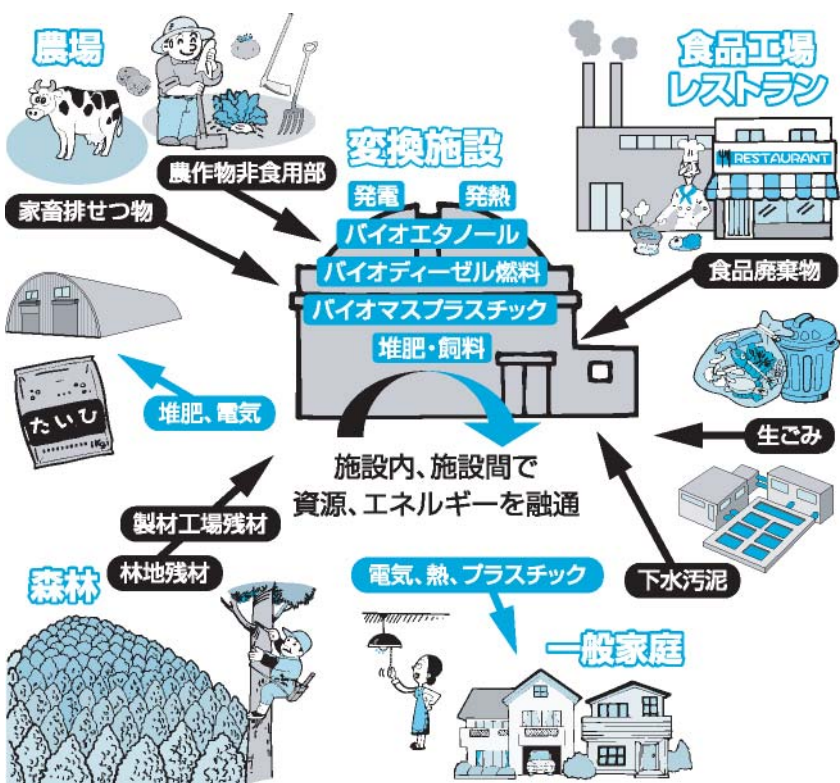 農場
食品工場
レストラン
変換施設
RESTAURANT
農作物非食用部
発電
発熱
家畜排せつ物
バイオエタノール
バイオディーゼル燃料
食品廃棄物
バイオマスプラスチック
堆肥・飼料
たいひ
1Kg
堆肥、電気
生ごみ
施設内、施設間で
資源、エネルギーを融通
製材工場残材
林地残材
森林
電気、熱、プラスチック
下水汚泥
一般家庭